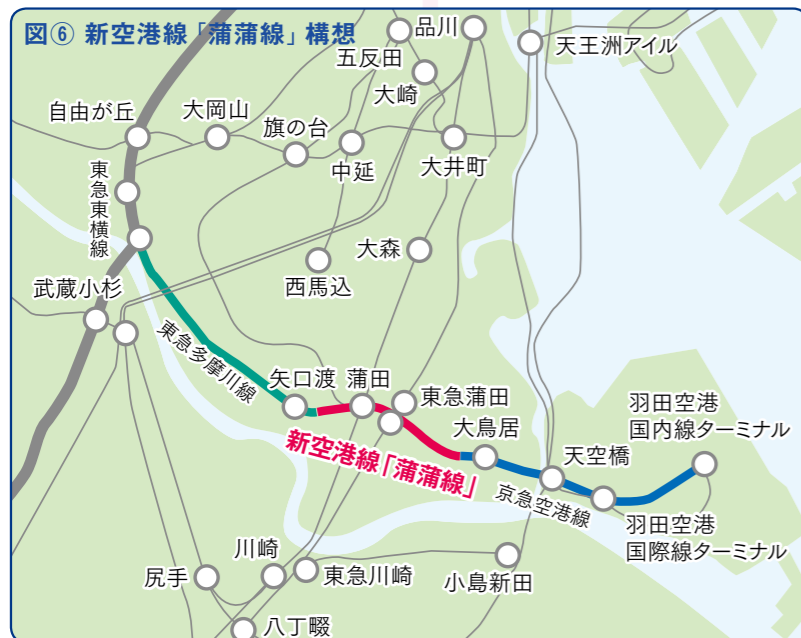 図⑥ 新空港線「蒲蒲線」構想
品川
五反田
天王洲アイル
大崎
自由が丘
大岡山
旗の台
中延
大井町
東急東横線
大森
西馬込
武蔵小杉
東急多摩川線
矢口渡
蒲田
東急蒲田
大鳥居
新空港線「蒲蒲線」
羽田空港
国内線ターミナル
天空橋
京急空港線
羽田空港
国際線ターミナル
川崎
尻手
東急川崎
小島新田
八丁畷